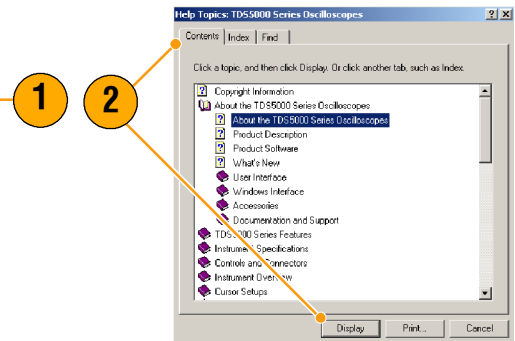 Help Topics: TDS5000 Series Oscilloscopes
Contents Index Find
Click a topic, and then click Display. Or click another tab, such as Index.
1 2
Copyright Information
About the TDS5000 Series Oscilloscopes
About the TDS5000 Series Oscilloscopes
Product Description
Product Software
What's New
User Interface
Windows Interface
Accessories
Documentation and Support
TDS5000 Series Features
Instrument Specifications
Controls and Connectors
Instrument Overview
Cursor Setups
Display Print... Cancel